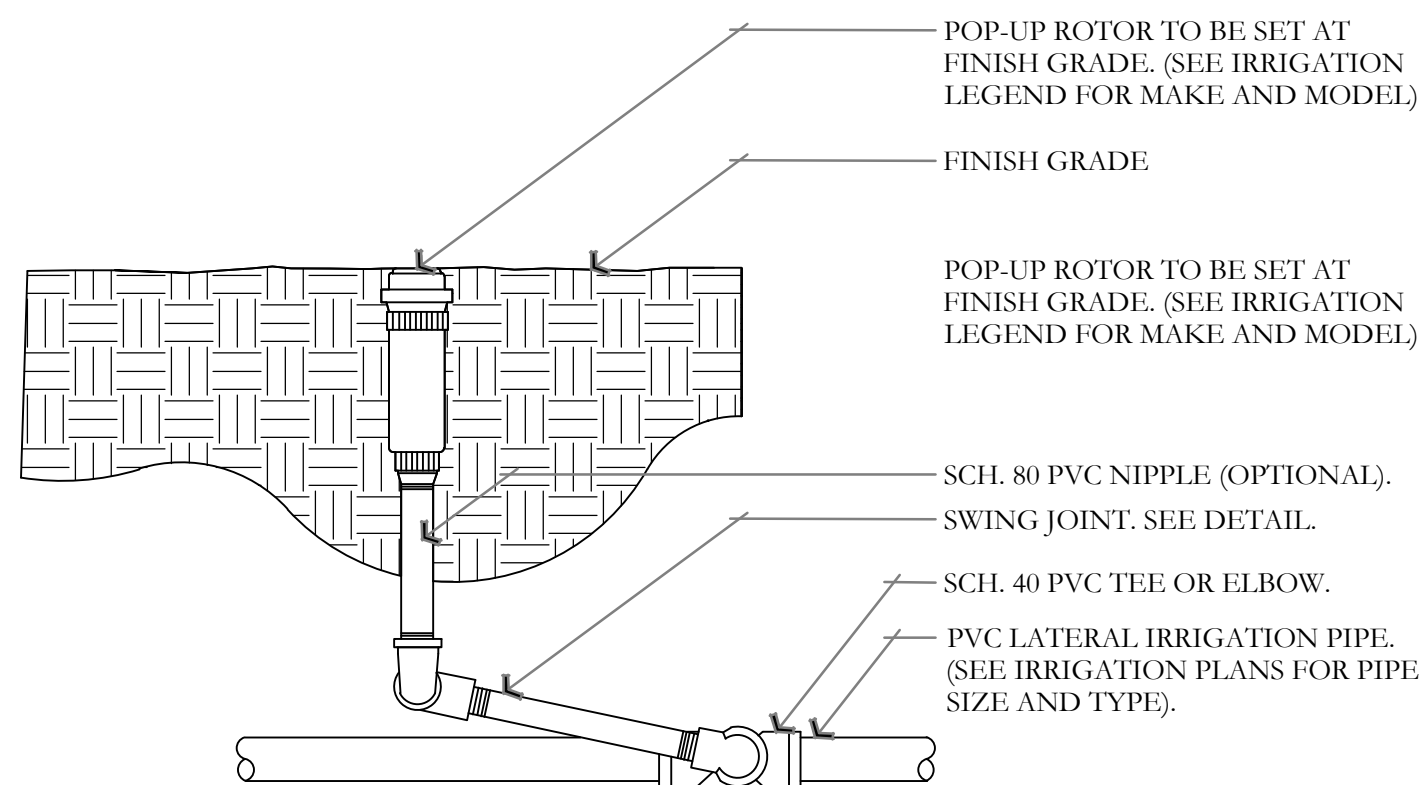 POP-UP ROTOR TO BE SET AT
FINISH GRADE. (SEE IRRIGATION
LEGEND FOR MAKE AND MODEL)
FINISH GRADE
POP-UP ROTOR TO BE SET AT
FINISH GRADE. (SEE IRRIGATION
LEGEND FOR MAKE AND MODEL)
SCH. 80 PVC NIPPLE (OPTIONAL).
SWING JOINT. SEE DETAIL.
SCH. 40 PVC TEE OR ELBOW.
PVC LATERAL IRRIGATION PIPE.
(SEE IRRIGATION PLANS FOR PIPE
SIZE AND TYPE).